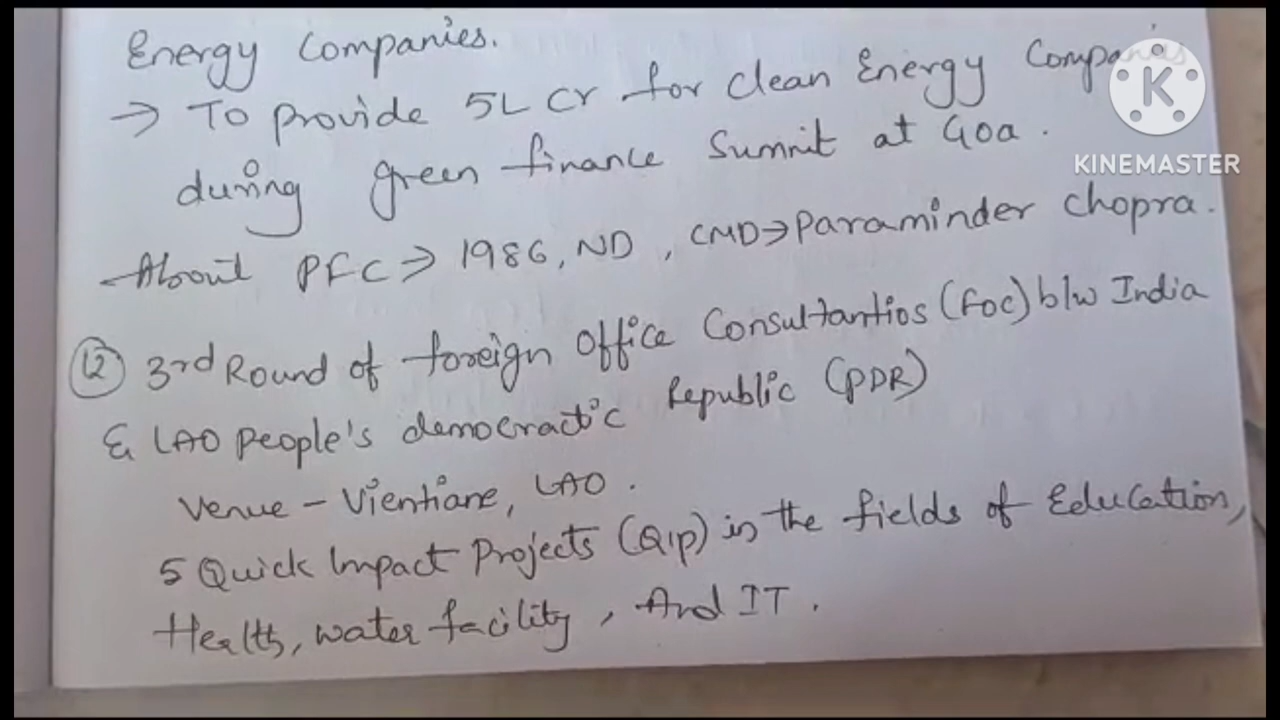 Energy Companies.
→ To provide 5L Cr for Clean Energy Companies
during green finance Summit at Goa.
About PFC → 1986, ND, CMD → Paraminder Chopra.
(12) 3rd Round of foreign Office Consultantios (FOC) b/w India
& LAO people's democractic Republic (PDR)
Venue - Vientiane, LAO.
5 Quick Impact Projects (QIP) in the fields of Education,
Health, water facility, And IT.
K
KINEMASTER